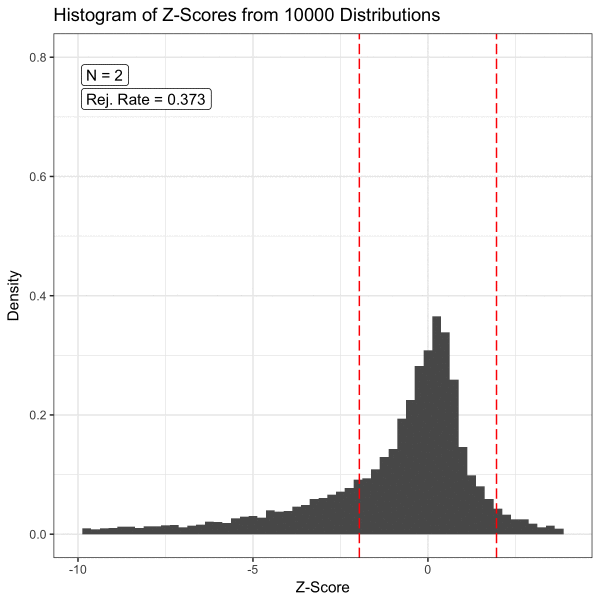 Histogram of Z-Scores from 10000 Distributions
0.8
N = 2
Rej. Rate = 0.373
0.6
Density
0.4
0.2
0.0
-10
-5
0
Z-Score